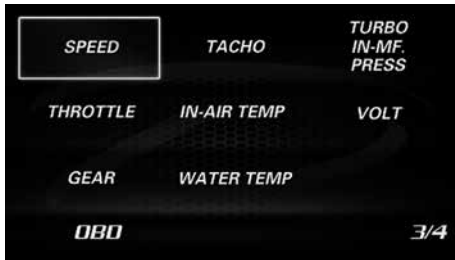 SPEED
TACHO
TURBO
IN-MF.
PRESS
THROTTLE
IN-AIR TEMP
VOLT
GEAR
WATER TEMP
OBD
3/4